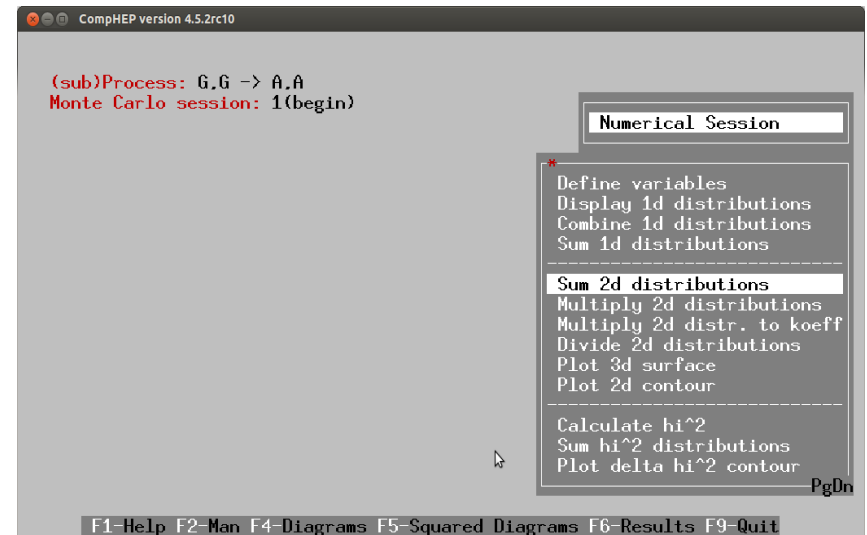 CompHEP version 4.5.2rc10
(sub)Process: G,G -> A,A
Monte Carlo session: 1(begin)
Numerical Session
*
Define variables
Display 1d distributions
Combine 1d distributions
Sum 1d distributions
Sum 2d distributions
Multiply 2d distributions
Multiply 2d distr. to koeff
Divide 2d distributions
Plot 3d surface
Plot 2d contour
Calculate hi^2
Sum hi^2 distributions
Plot delta hi^2 contour
PgDn
F1-Help F2-Man F4-Diagrams F5-Squared Diagrams F6-Results F9-Quit